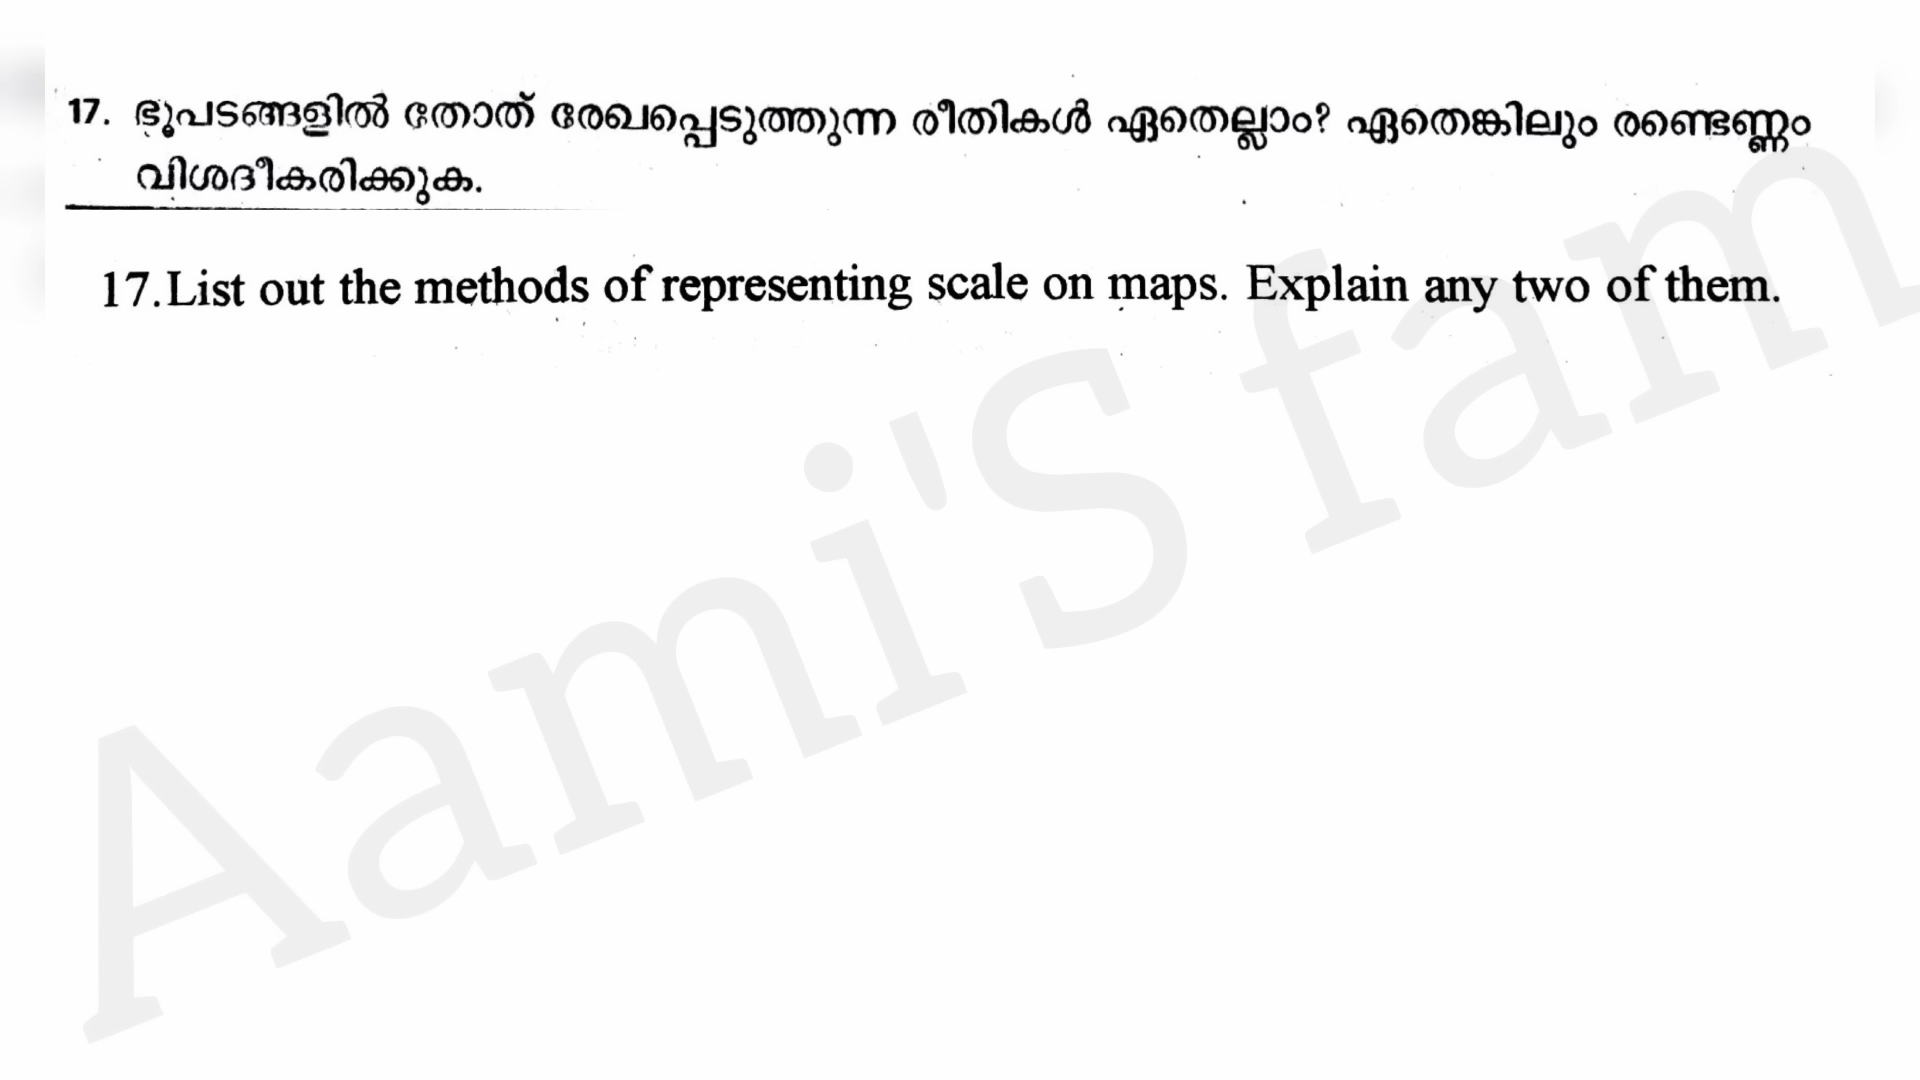 17. ഭൂപടങ്ങളിൽ തോത് രേഖപ്പെടുത്തുന്ന രീതികൾ ഏതെല്ലാം? ഏതെങ്കിലും രണ്ടെണ്ണം
വിശദീകരിക്കുക.
17.List out the methods of representing scale on maps. Explain any two of them.
Aami'S fam